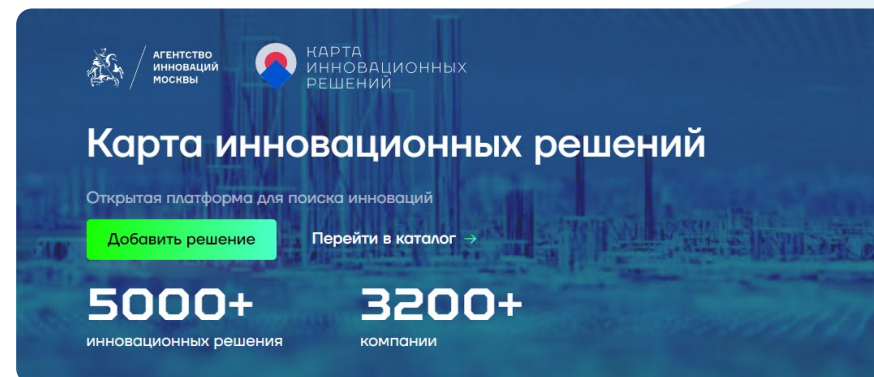 АГЕНТСТВО
ИННОВАЦИЙ
МОСКВЫ
КАРТА
ИННОВАЦИОННЫХ
РЕШЕНИЙ
Карта инновационных решений
Открытая платформа для поиска инноваций
Добавить решение
Перейти в каталог →
5000+
3200+
инновационных решения
компании